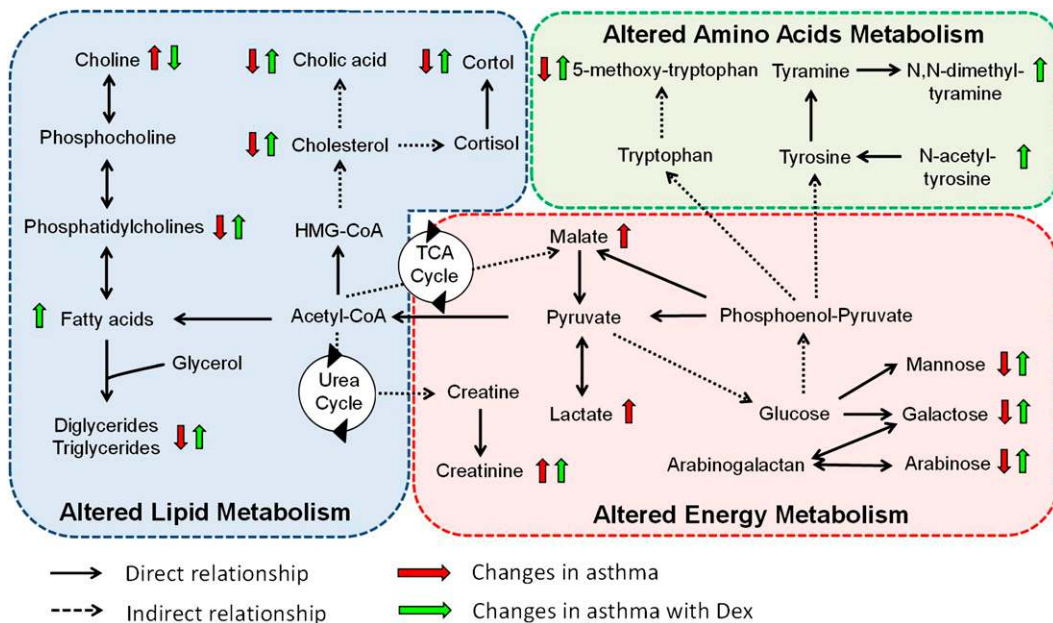 Altered Amino Acids Metabolism
Choline
Cholic acid
Cortol
5-methoxy-tryptophan
Tyramine
N,N-dimethyl-
tyramine
Phosphocholine
Cholesterol
Cortisol
Tryptophan
Tyrosine
N-acetyl-
tyrosine
Phosphatidylcholines
HMG-CoA
TCA
Cycle
Malate
Fatty acids
Acetyl-CoA
Pyruvate
Phosphoenol-Pyruvate
Glycerol
Urea
Cycle
Creatine
Lactate
Glucose
Mannose
Galactose
Diglycerides
Triglycerides
Creatinine
Arabinogalactan
Arabinose
Altered Lipid Metabolism
Altered Energy Metabolism
Direct relationship
Changes in asthma
Indirect relationship
Changes in asthma with Dex